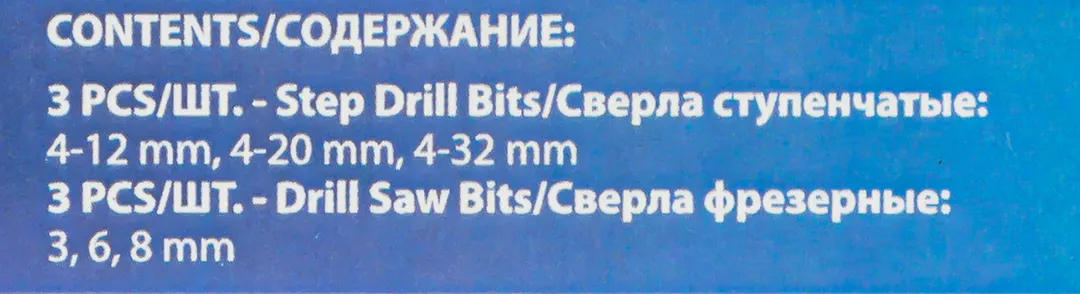 CONTENTS/СОДЕРЖАНИЕ:
3 PCS/ШТ. - Step Drill Bits/Сверла ступенчатые:
4-12 mm, 4-20 mm, 4-32 mm
3 PCS/ШТ. - Drill Saw Bits/Сверла фрезерные:
3, 6, 8 mm